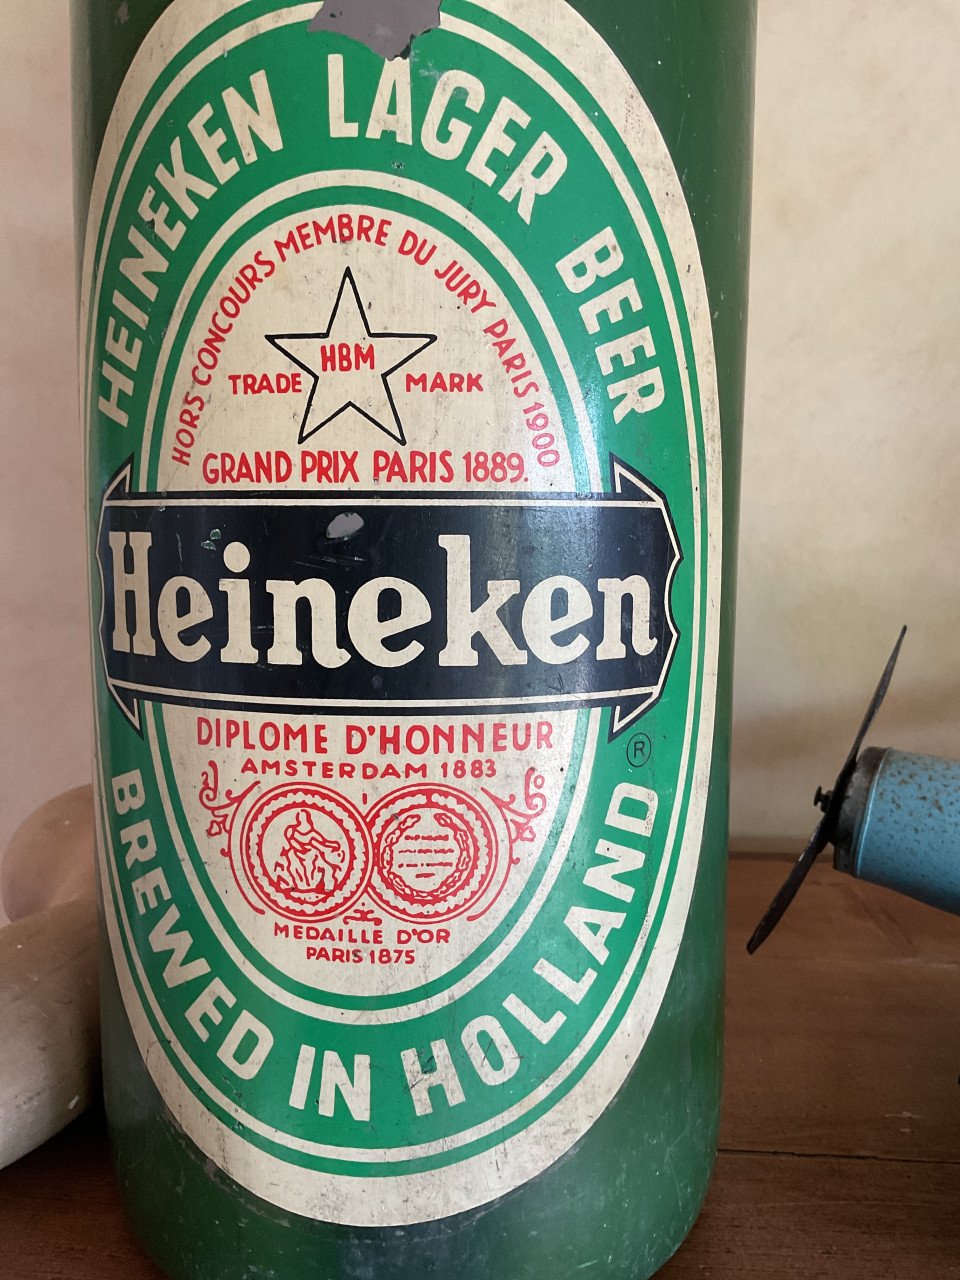 HEINEKEN LAGER BEER
HORS CONCOURS MEMBRE DU JURY PARIS 1900
HBM
TRADE MARK
GRAND PRIX PARIS 1889.
Heineken
DIPLOME D'HONNEUR
AMSTERDAM 1883
®
MEDAILLE D'OR
PARIS 1875
BREWED IN HOLLAND